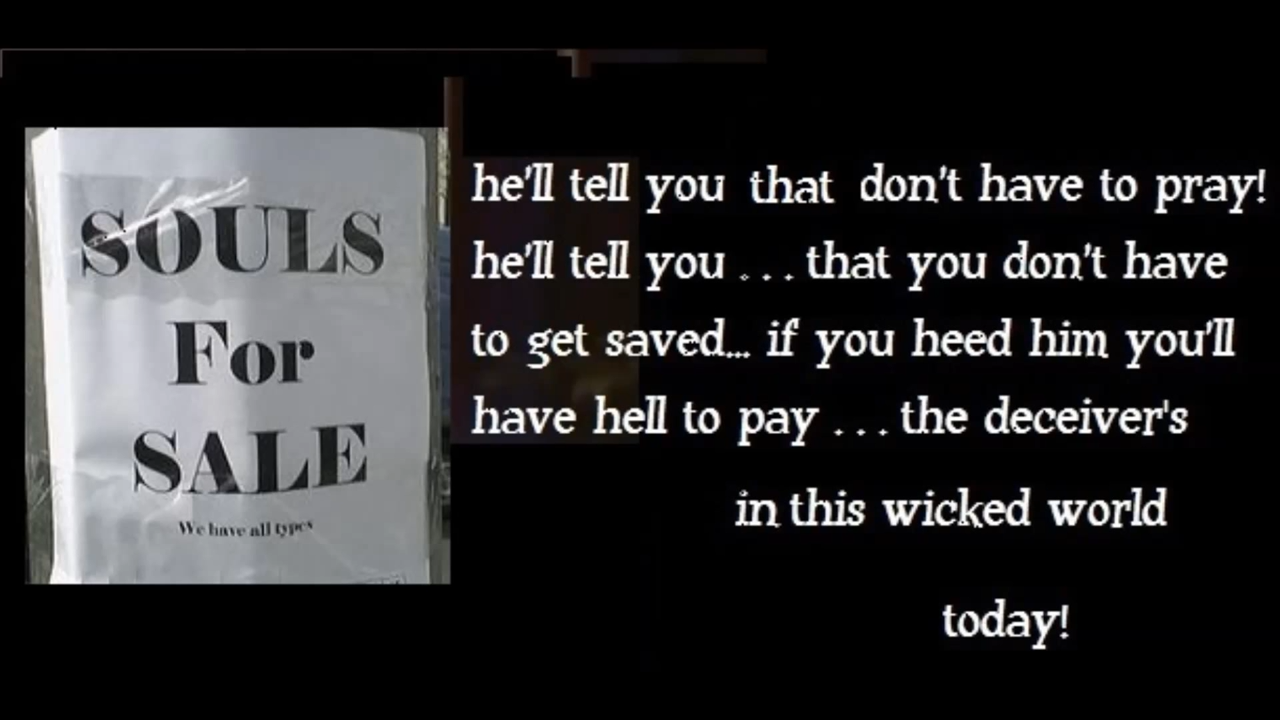 SOULS
For
SALE
We have all types
he'll tell you that don't have to pray!
he'll tell you . . . that you don't have
to get saved... if you heed him you'll
have hell to pay . . . the deceiver's
in this wicked world
today!